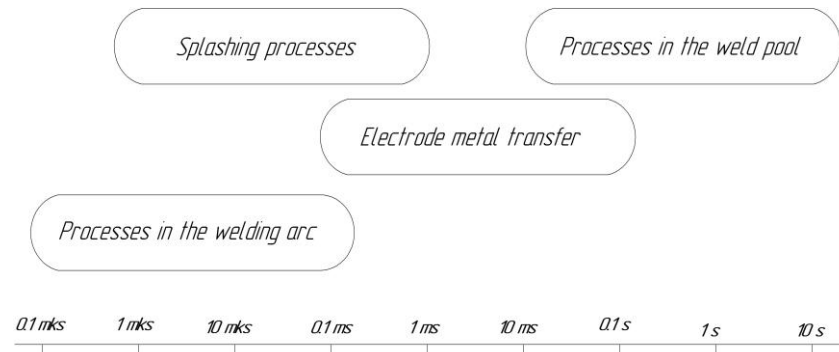 Splashing processes
Processes in the weld pool
Electrode metal transfer
Processes in the welding arc
0.1 mks 1 mks 10 mks 0.1 ms 1 ms 10 ms 0.1 s 1 s 10 s